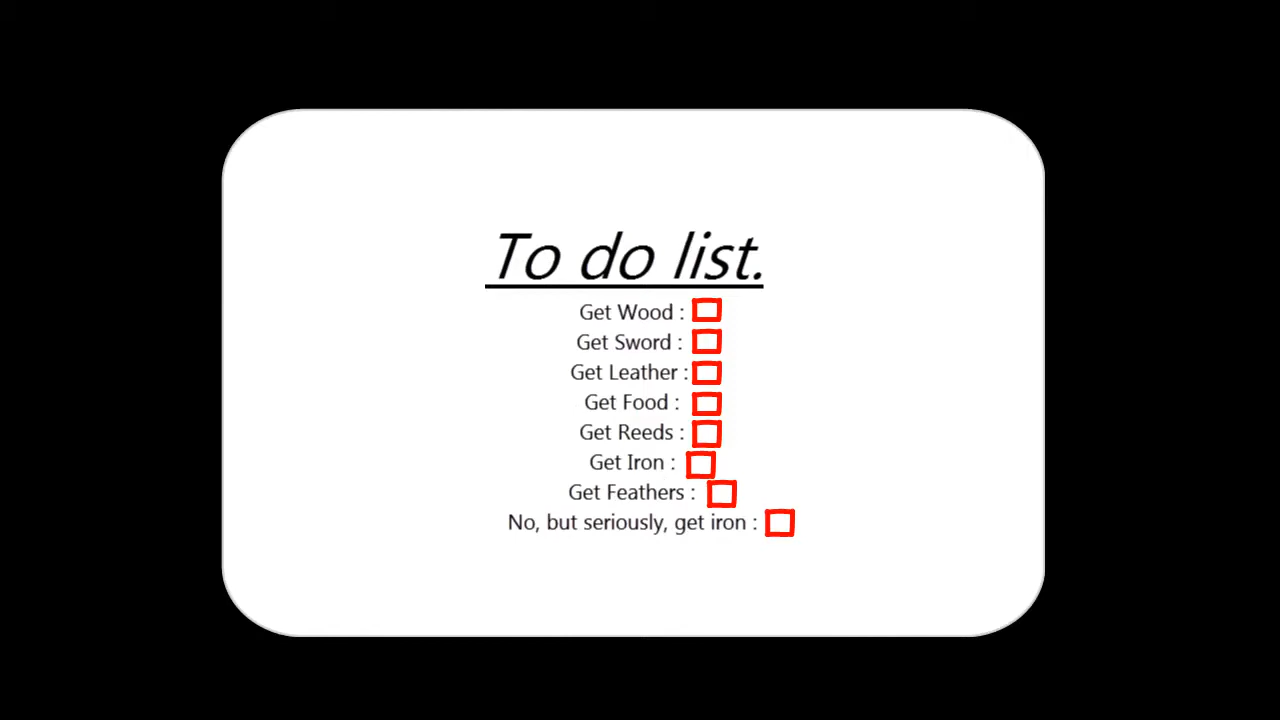 To do list.
Get Wood :
Get Sword :
Get Leather :
Get Food :
Get Reeds :
Get Iron :
Get Feathers :
No, but seriously, get iron :